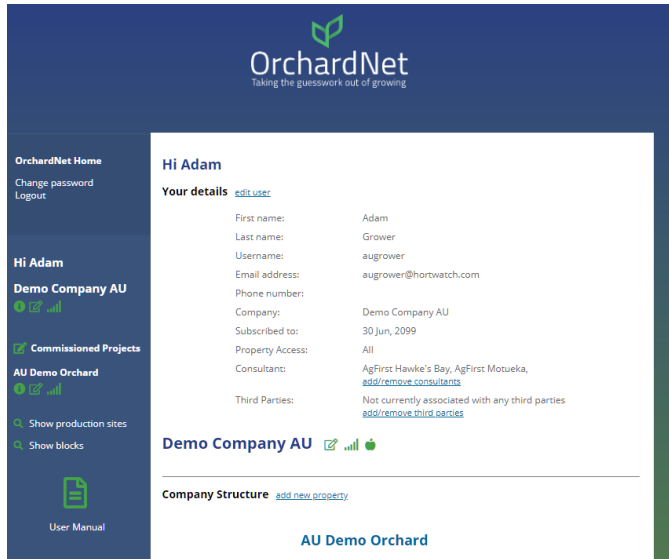 OrchardNet
Taking the guesswork out of growing
OrchardNet Home
Change password
Logout
Hi Adam
Demo Company AU
Commissioned Projects
AU Demo Orchard
Show production sites
Show blocks
User Manual
Hi Adam
Your details edit user
First name: Adam
Last name: Grower
Username: augrower
Email address: augrower@hortwatch.com
Phone number:
Company: Demo Company AU
Subscribed to: 30 Jun, 2099
Property Access: All
Consultant: AgFirst Hawke's Bay, AgFirst Motueka,
add/remove consultants
Third Parties: Not currently associated with any third parties
add/remove third parties
Demo Company AU
Company Structure add new property
AU Demo Orchard